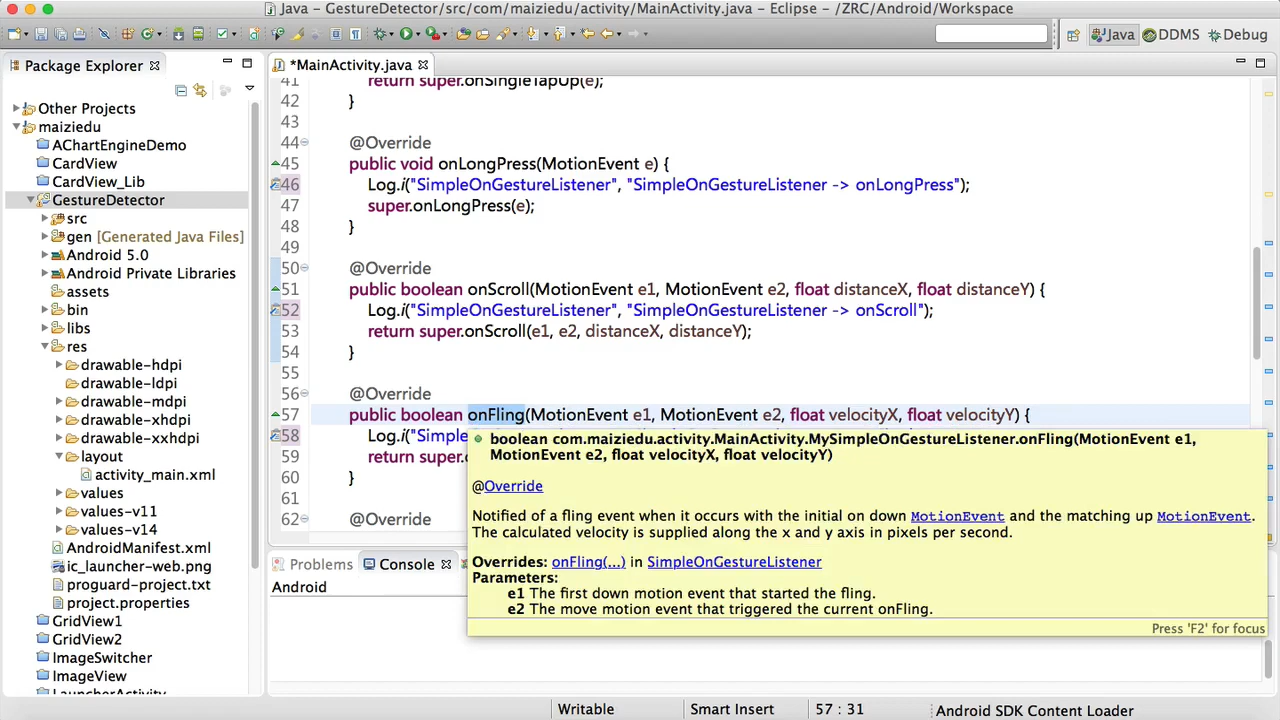 Java – GestureDetector/src/com/maiziedu/activity/MainActivity.java – Eclipse – /ZRC/Android/Workspace
Java DDMS Debug
Package Explorer
Other Projects
maiziedu
AChartEngineDemo
CardView
CardView_Lib
GestureDetector
src
gen [Generated Java Files]
Android 5.0
Android Private Libraries
assets
bin
libs
res
drawable-hdpi
drawable-ldpi
drawable-mdpi
drawable-xhdpi
drawable-xxhdpi
layout
activity_main.xml
values
values-v11
values-v14
AndroidManifest.xml
ic_launcher-web.png
proguard-project.txt
project.properties
GridView1
GridView2
ImageSwitcher
ImageView
LauncherActivity
*MainActivity.java
41 return super.onSingleTapUp(e);
42 }
43
44 @Override
45 public void onLongPress(MotionEvent e) {
46 Log.i("SimpleOnGestureListener", "SimpleOnGestureListener -> onLongPress");
47 super.onLongPress(e);
48 }
49
50 @Override
51 public boolean onScroll(MotionEvent e1, MotionEvent e2, float distanceX, float distanceY) {
52 Log.i("SimpleOnGestureListener", "SimpleOnGestureListener -> onScroll");
53 return super.onScroll(e1, e2, distanceX, distanceY);
54 }
55
56 @Override
57 public boolean onFling(MotionEvent e1, MotionEvent e2, float velocityX, float velocityY) {
58 Log.i("Simple
59 return super.
60 }
61
62 @Override
boolean com.maiziedu.activity.MainActivity.MySimpleOnGestureListener.onFling(MotionEvent e1,
MotionEvent e2, float velocityX, float velocityY)
@Override
Notified of a fling event when it occurs with the initial on down MotionEvent and the matching up MotionEvent.
The calculated velocity is supplied along the x and y axis in pixels per second.
Overrides: onFling(...) in SimpleOnGestureListener
Parameters:
e1 The first down motion event that started the fling.
e2 The move motion event that triggered the current onFling.
Press 'F2' for focus
Problems Console
Android
Writable Smart Insert 57 : 31 Android SDK Content Loader